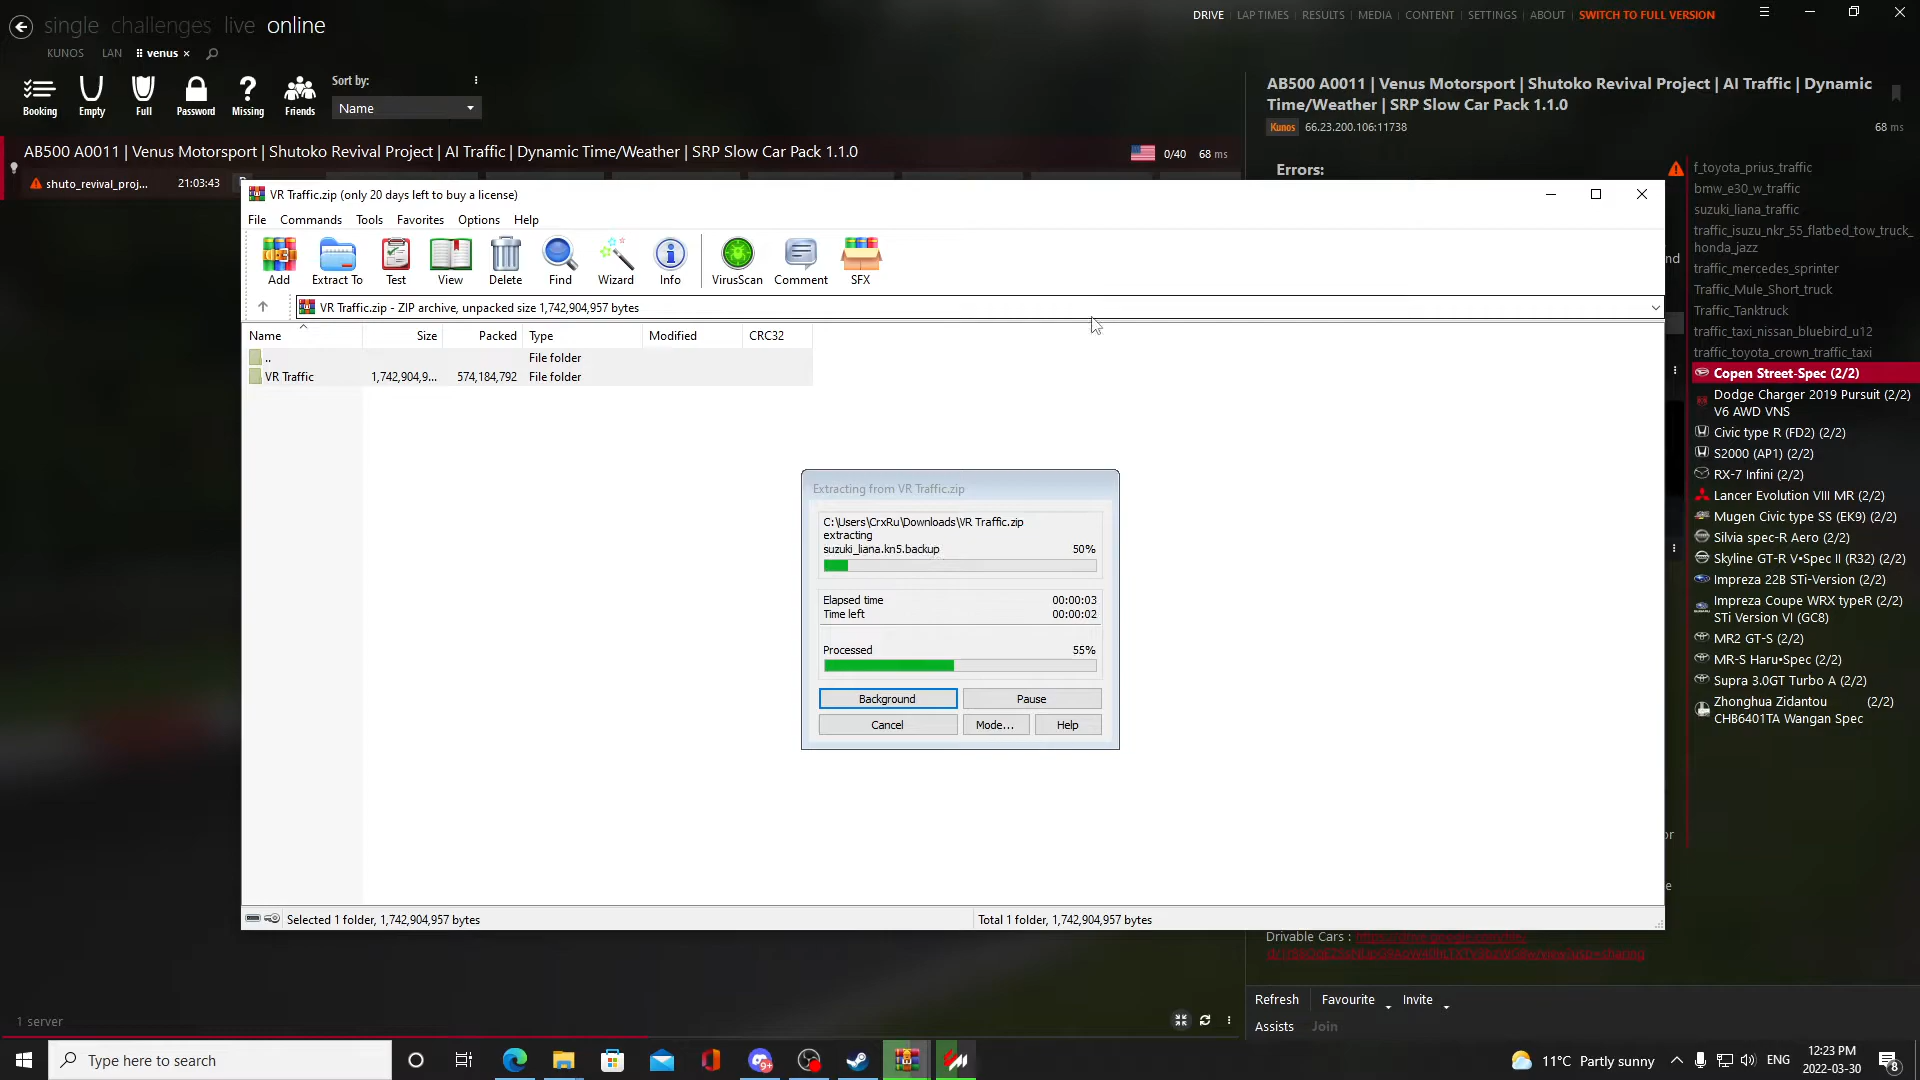 single challenges live online
DRIVE LAP TIMES RESULTS MEDIA CONTENT SETTINGS ABOUT SWITCH TO FULL VERSION
KUNOS LAN venus
Booking Empty Full Password Missing Friends
Sort by:
Name
AB500 A0011 | Venus Motorsport | Shutoko Revival Project | AI Traffic | Dynamic Time/Weather | SRP Slow Car Pack 1.1.0
0/40 68 ms
shuto_revival_proj... 21:03:43
AB500 A0011 | Venus Motorsport | Shutoko Revival Project | AI Traffic | Dynamic
Time/Weather | SRP Slow Car Pack 1.1.0
Kunos 66.23.200.106:11738
68 ms
Errors:
VR Traffic.zip (only 20 days left to buy a license)
File Commands Tools Favorites Options Help
Add Extract To Test View Delete Find Wizard Info VirusScan Comment SFX
VR Traffic.zip - ZIP archive, unpacked size 1,742,904,957 bytes
Name Size Packed Type Modified CRC32
.. File folder
VR Traffic 1,742,904,9... 574,184,792 File folder
Extracting from VR Traffic.zip
C:\Users\CrxRu\Downloads\VR Traffic.zip
extracting
suzuki_liana.kn5.backup 50%
Elapsed time 00:00:03
Time left 00:00:02
Processed 55%
Background Pause
Cancel Mode... Help
Selected 1 folder, 1,742,904,957 bytes
Total 1 folder, 1,742,904,957 bytes
f_toyota_prius_traffic
bmw_e30_w_traffic
suzuki_liana_traffic
traffic_isuzu_nkr_55_flatbed_tow_truck_
honda_jazz
nd
traffic_mercedes_sprinter
Traffic_Mule_Short_truck
Traffic_Tanktruck
traffic_taxi_nissan_bluebird_u12
traffic_toyota_crown_traffic_taxi
Copen Street-Spec (2/2)
Dodge Charger 2019 Pursuit (2/2)
V6 AWD VNS
Civic type R (FD2) (2/2)
S2000 (AP1) (2/2)
RX-7 Infini (2/2)
Lancer Evolution VIII MR (2/2)
Mugen Civic type SS (EK9) (2/2)
Silvia spec-R Aero (2/2)
Skyline GT-R V•Spec II (R32) (2/2)
Impreza 22B STi-Version (2/2)
Impreza Coupe WRX typeR (2/2)
STi Version VI (GC8)
MR2 GT-S (2/2)
MR-S Haru•Spec (2/2)
Supra 3.0GT Turbo A (2/2)
Zhonghua Zidantou (2/2)
CHB6401TA Wangan Spec
or
e
Drivable Cars :
Refresh Favourite Invite
Assists Join
1 server
Type here to search
11°C Partly sunny
ENG
12:23 PM
2022-03-30
8